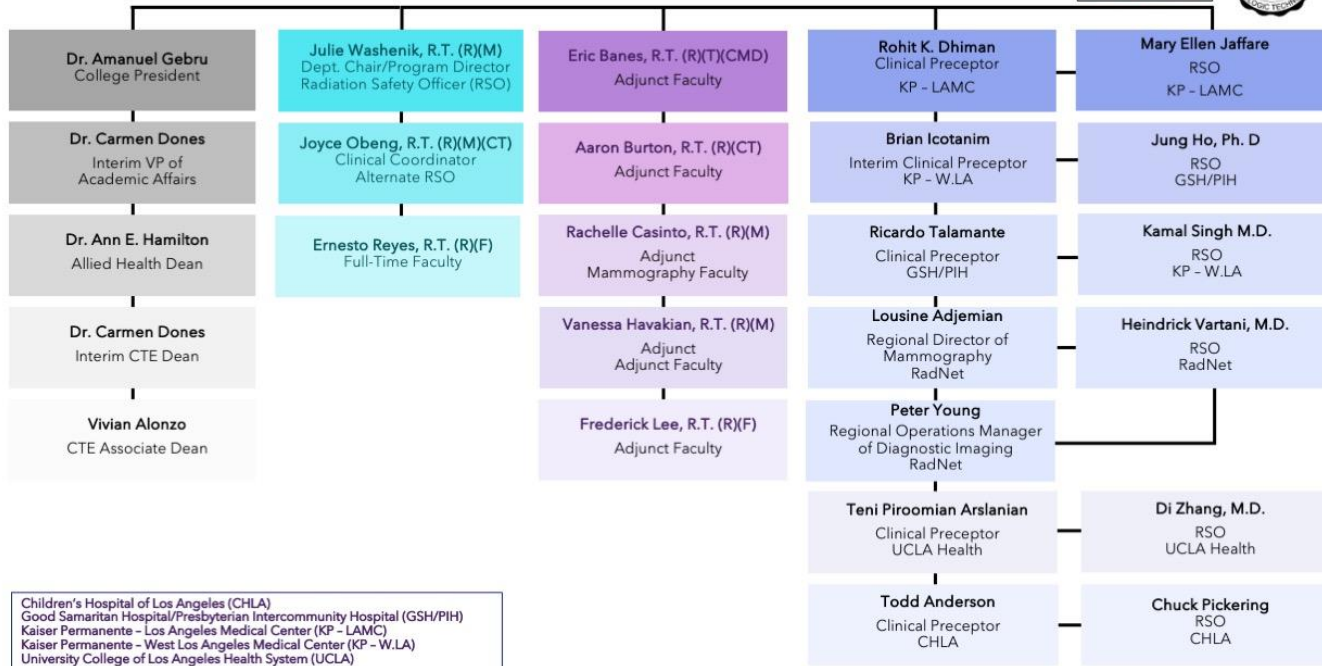 LOGIC TECHN
Dr. Amanuel Gebru
College President
Dr. Carmen Dones
Interim VP of
Academic Affairs
Dr. Ann E. Hamilton
Allied Health Dean
Dr. Carmen Dones
Interim CTE Dean
Vivian Alonzo
CTE Associate Dean
Julie Washenik, R.T. (R)(M)
Dept. Chair/Program Director
Radiation Safety Officer (RSO)
Joyce Obeng, R.T. (R)(M)(CT)
Clinical Coordinator
Alternate RSO
Ernesto Reyes, R.T. (R)(F)
Full-Time Faculty
Eric Banes, R.T. (R)(T)(CMD)
Adjunct Faculty
Aaron Burton, R.T. (R)(CT)
Adjunct Faculty
Rachelle Casinto, R.T. (R)(M)
Adjunct
Mammography Faculty
Vanessa Havakian, R.T. (R)(M)
Adjunct
Adjunct Faculty
Frederick Lee, R.T. (R)(F)
Adjunct Faculty
Rohit K. Dhiman
Clinical Preceptor
KP - LAMC
Mary Ellen Jaffare
RSO
KP - LAMC
Brian Icotanim
Interim Clinical Preceptor
KP - W.LA
Jung Ho, Ph. D
RSO
GSH/PIH
Ricardo Talamante
Clinical Preceptor
GSH/PIH
Kamal Singh M.D.
RSO
KP - W.LA
Lousine Adjemian
Regional Director of
Mammography
RadNet
Heindrick Vartani, M.D.
RSO
RadNet
Peter Young
Regional Operations Manager
of Diagnostic Imaging
RadNet
Teni Piroomian Arslanian
Clinical Preceptor
UCLA Health
Di Zhang, M.D.
RSO
UCLA Health
Todd Anderson
Clinical Preceptor
CHLA
Chuck Pickering
RSO
CHLA
Children's Hospital of Los Angeles (CHLA)
Good Samaritan Hospital/Presbyterian Intercommunity Hospital (GSH/PIH)
Kaiser Permanente - Los Angeles Medical Center (KP - LAMC)
Kaiser Permanente - West Los Angeles Medical Center (KP - W.LA)
University College of Los Angeles Health System (UCLA)